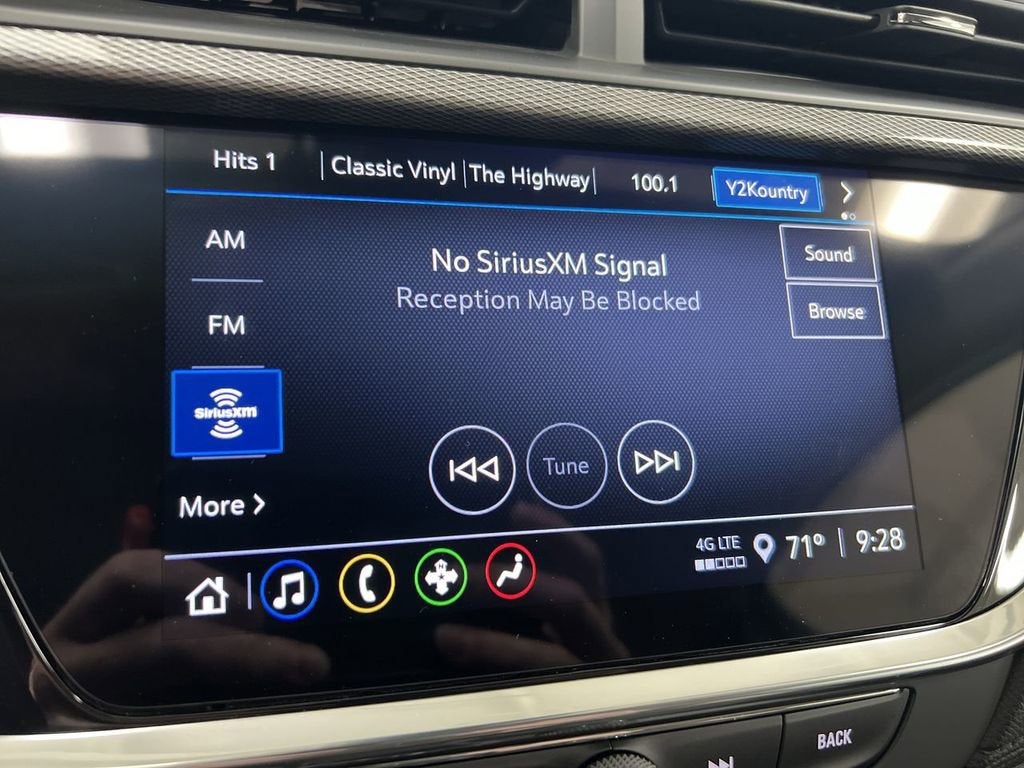 Hits 1 Classic Vinyl The Highway 100.1 Y2Kountry
AM
No SiriusXM Signal
Sound
Reception May Be Blocked
Browse
FM
SiriusXM
Tune
More
4G LTE
71° 9:28
BACK